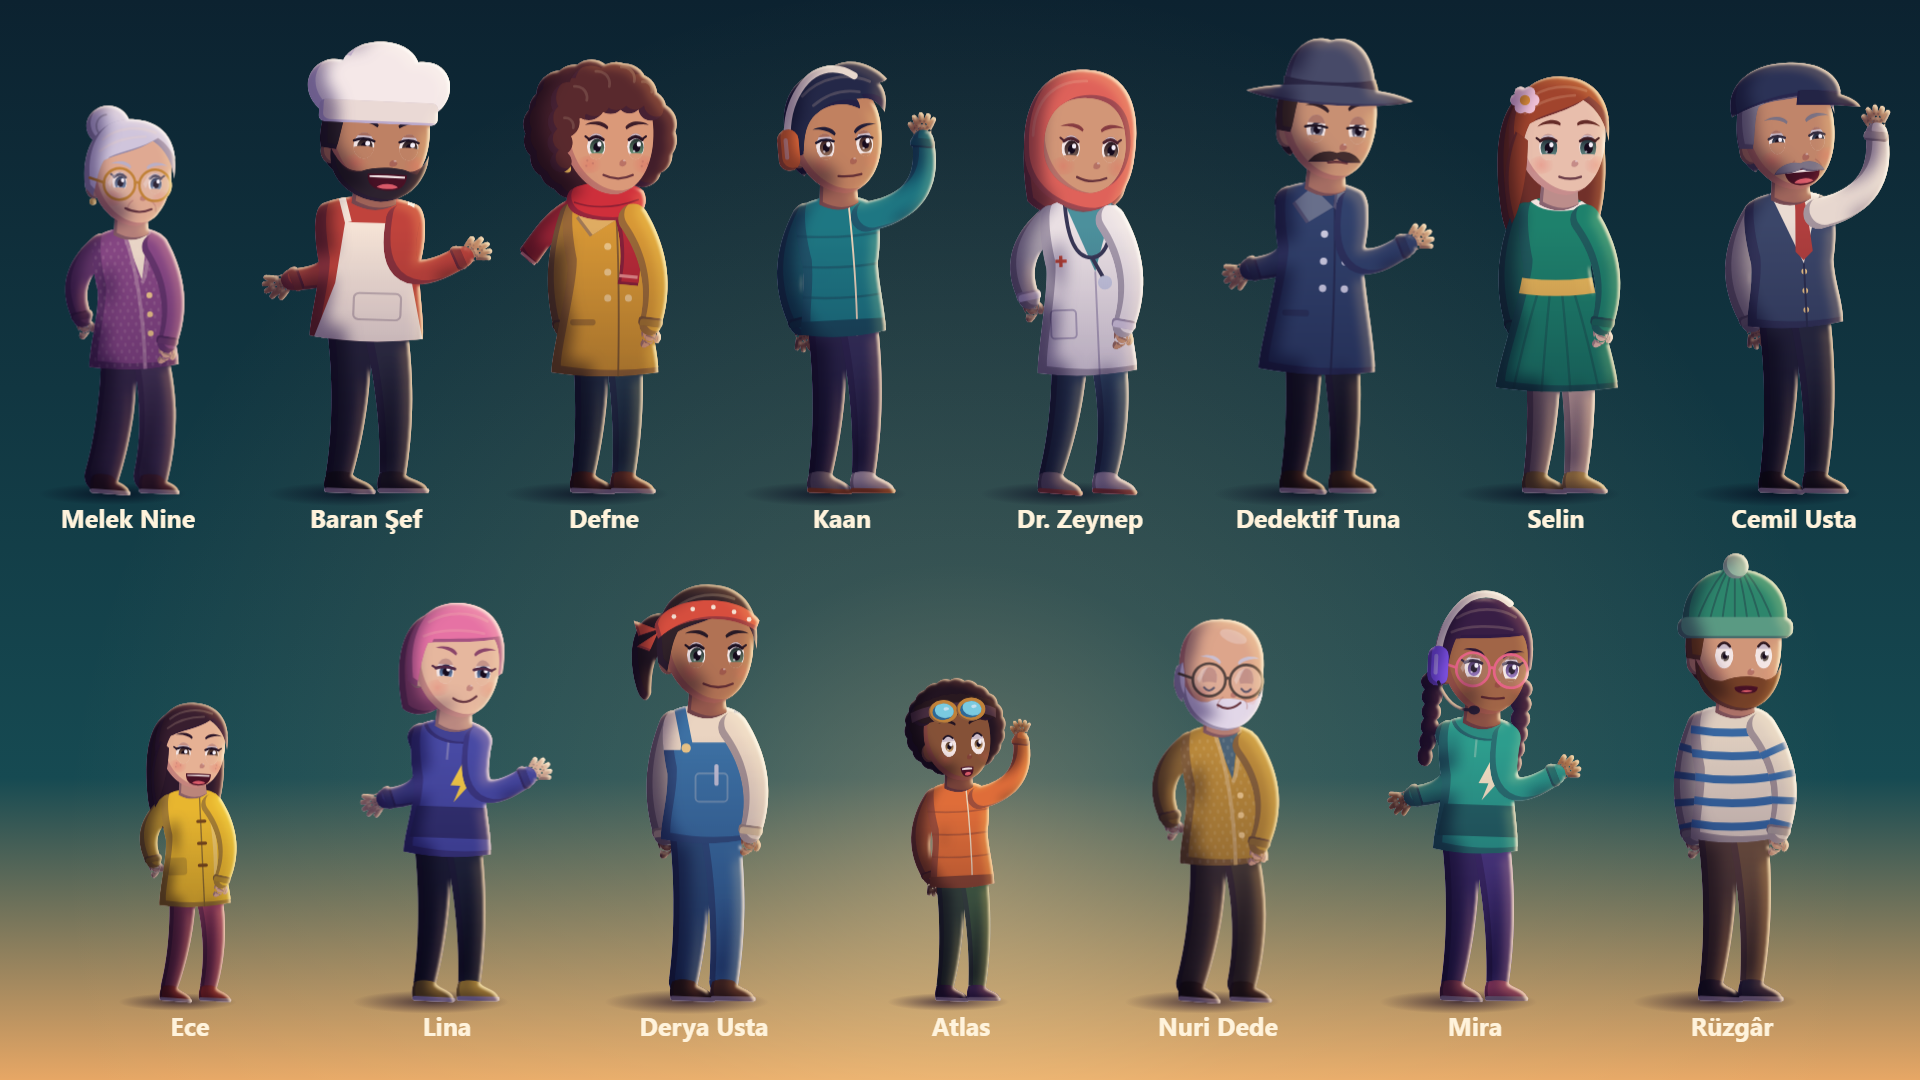 Melek Nine
Baran Şef
Defne
Kaan
Dr. Zeynep
Dedektif Tuna
Selin
Cemil Usta
Ece
Lina
Derya Usta
Atlas
Nuri Dede
Mira
Rüzgâr